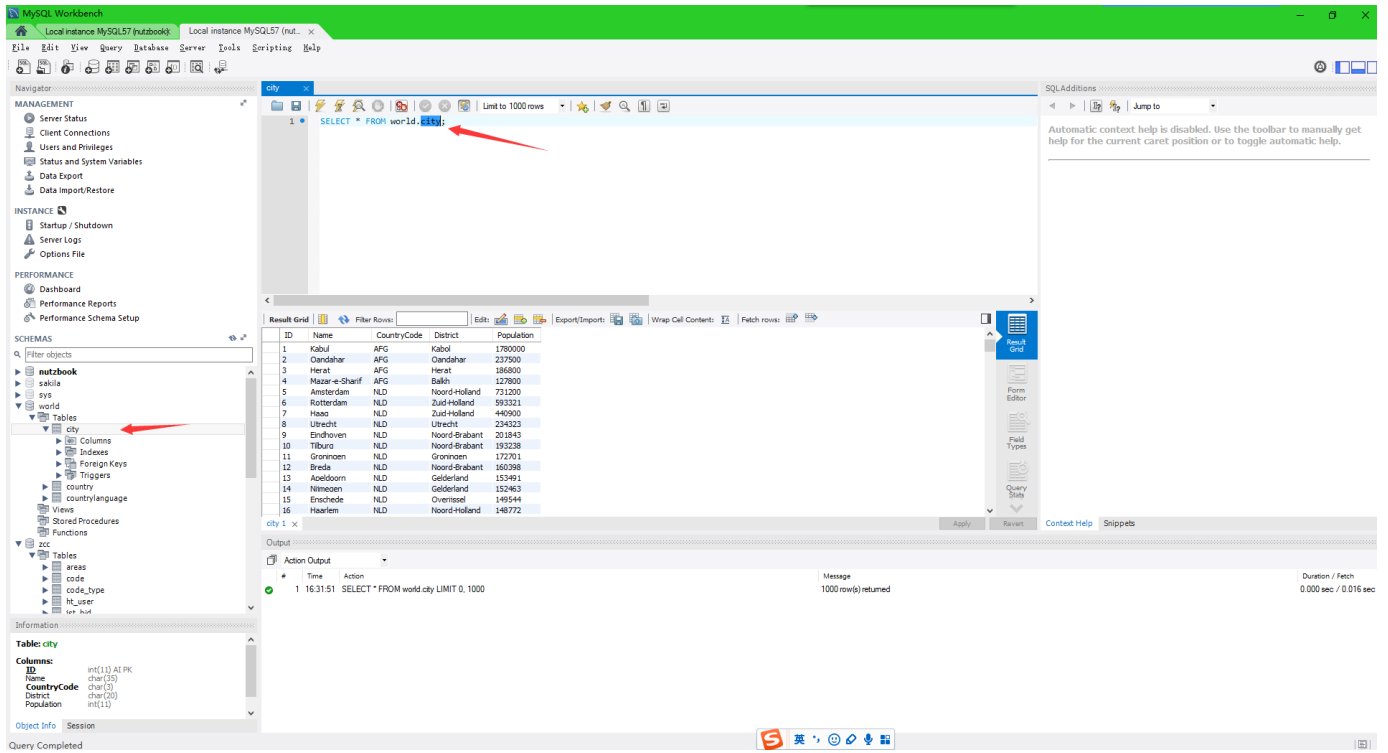 MySQL Workbench
Local instance MySQL57 (nutzbook) Local instance MySQL57 (nut... ×
File Edit View Query Database Server Tools Scripting Help
Navigator
MANAGEMENT
Server Status
Client Connections
Users and Privileges
Status and System Variables
Data Export
Data Import/Restore
INSTANCE
Startup / Shutdown
Server Logs
Options File
PERFORMANCE
Dashboard
Performance Reports
Performance Schema Setup
SCHEMAS
Filter objects
nutzbook
sakila
sys
world
Tables
city
Columns
Indexes
Foreign Keys
Triggers
country
countrylanguage
Views
Stored Procedures
Functions
zcc
Tables
areas
code
code_type
ht_user
Information
Table: city
Columns:
ID int(11) AI PK
Name char(35)
CountryCode char(3)
District char(20)
Population int(11)
Object Info Session
Query Completed
city ×
Limit to 1000 rows
1 SELECT * FROM world.city;
Result Grid Filter Rows: Edit: Export/Import: Wrap Cell Content: Fetch rows:
ID Name CountryCode District Population
1 Kabul AFG Kabol 1780000
2 Qandahar AFG Qandahar 237500
3 Herat AFG Herat 186800
4 Mazar-e-Sharif AFG Balkh 127800
5 Amsterdam NLD Noord-Holland 731200
6 Rotterdam NLD Zuid-Holland 593321
7 Haag NLD Zuid-Holland 440900
8 Utrecht NLD Utrecht 234323
9 Eindhoven NLD Noord-Brabant 201843
10 Tilburg NLD Noord-Brabant 193238
11 Groningen NLD Groningen 172701
12 Breda NLD Noord-Brabant 160398
13 Apeldoorn NLD Gelderland 153491
14 Nijmegen NLD Gelderland 152463
15 Enschede NLD Overijssel 149544
16 Haarlem NLD Noord-Holland 148772
Result Grid
Form Editor
Field Types
Query Stats
city 1 × Apply Revert
Output
Action Output
# Time Action Message Duration / Fetch
1 16:31:51 SELECT * FROM world.city LIMIT 0, 1000 1000 row(s) returned 0.000 sec / 0.016 sec
SQLAdditions
Jump to
Automatic context help is disabled. Use the toolbar to manually get
help for the current caret position or to toggle automatic help.
Context Help Snippets
英